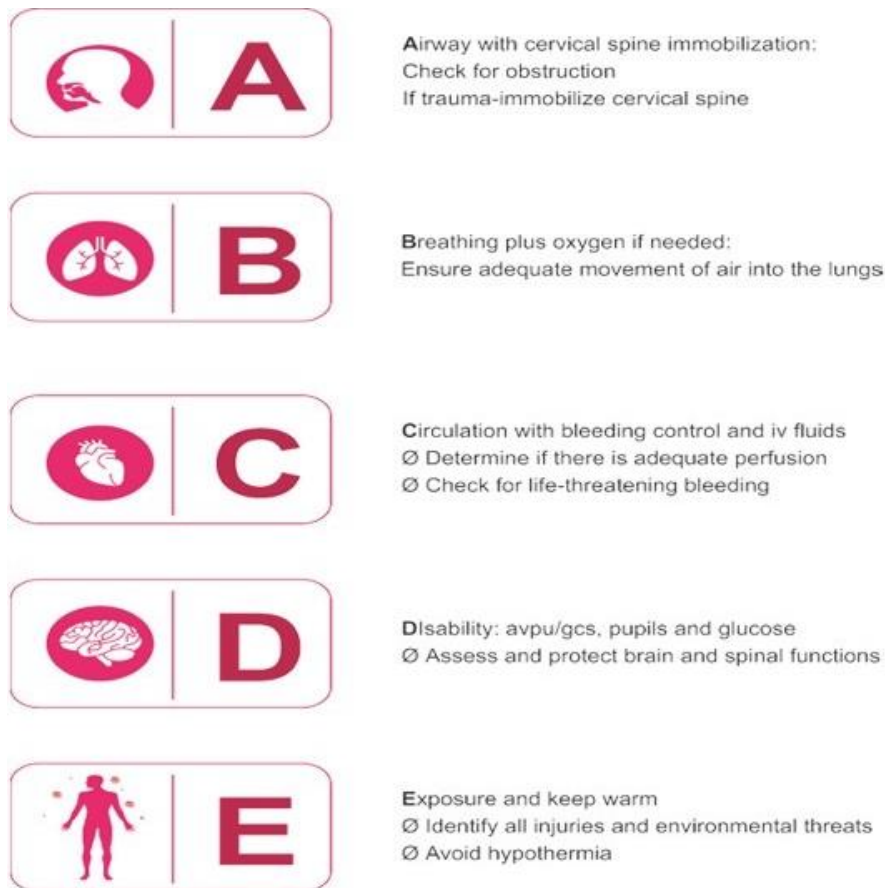 A
Airway with cervical spine immobilization:
Check for obstruction
If trauma-immobilize cervical spine
B
Breathing plus oxygen if needed:
Ensure adequate movement of air into the lungs
C
Circulation with bleeding control and iv fluids
Ø Determine if there is adequate perfusion
Ø Check for life-threatening bleeding
D
DIsability: avpu/gcs, pupils and glucose
Ø Assess and protect brain and spinal functions
E
Exposure and keep warm
Ø Identify all injuries and environmental threats
Ø Avoid hypothermia